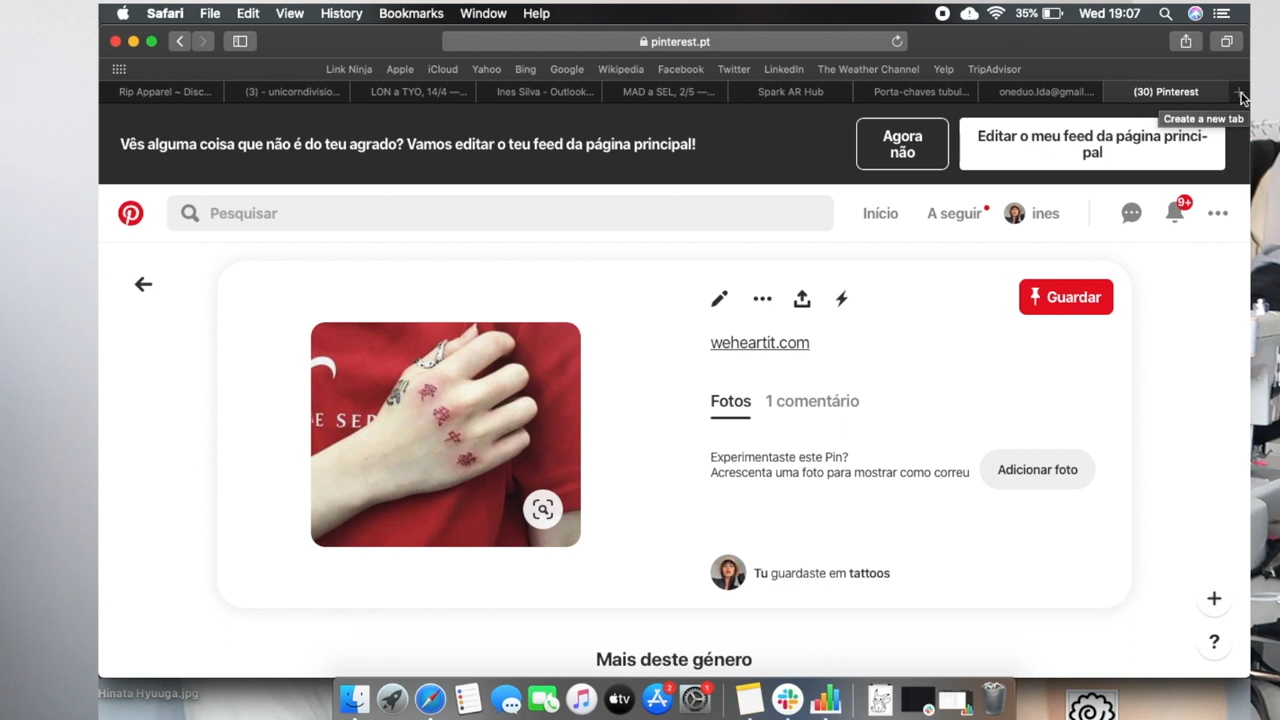 Safari File Edit View History Bookmarks Window Help 35% Wed 19:07
pinterest.pt
Link Ninja Apple iCloud Yahoo Bing Google Wikipedia Facebook Twitter LinkedIn The Weather Channel Yelp TripAdvisor
Rip Apparel ~ Disc... (3) - unicorndivisio... LON a TYO, 14/4 —... Ines Silva - Outlook... MAD a SEL, 2/5 —... Spark AR Hub Porta-chaves tubul... oneduo.lda@gmail.... (30) Pinterest
Create a new tab
Vês alguma coisa que não é do teu agrado? Vamos editar o teu feed da página principal!
Agora
não
Editar o meu feed da página princi-
pal
Pesquisar
Início A seguir ines 9+
Guardar
weheartit.com
Fotos 1 comentário
E SER
Experimentaste este Pin?
Acrescenta uma foto para mostrar como correu
Adicionar foto
Tu guardaste em tattoos
+
?
Mais deste género
Hinata Hyuuga.jpg
tv 2 1